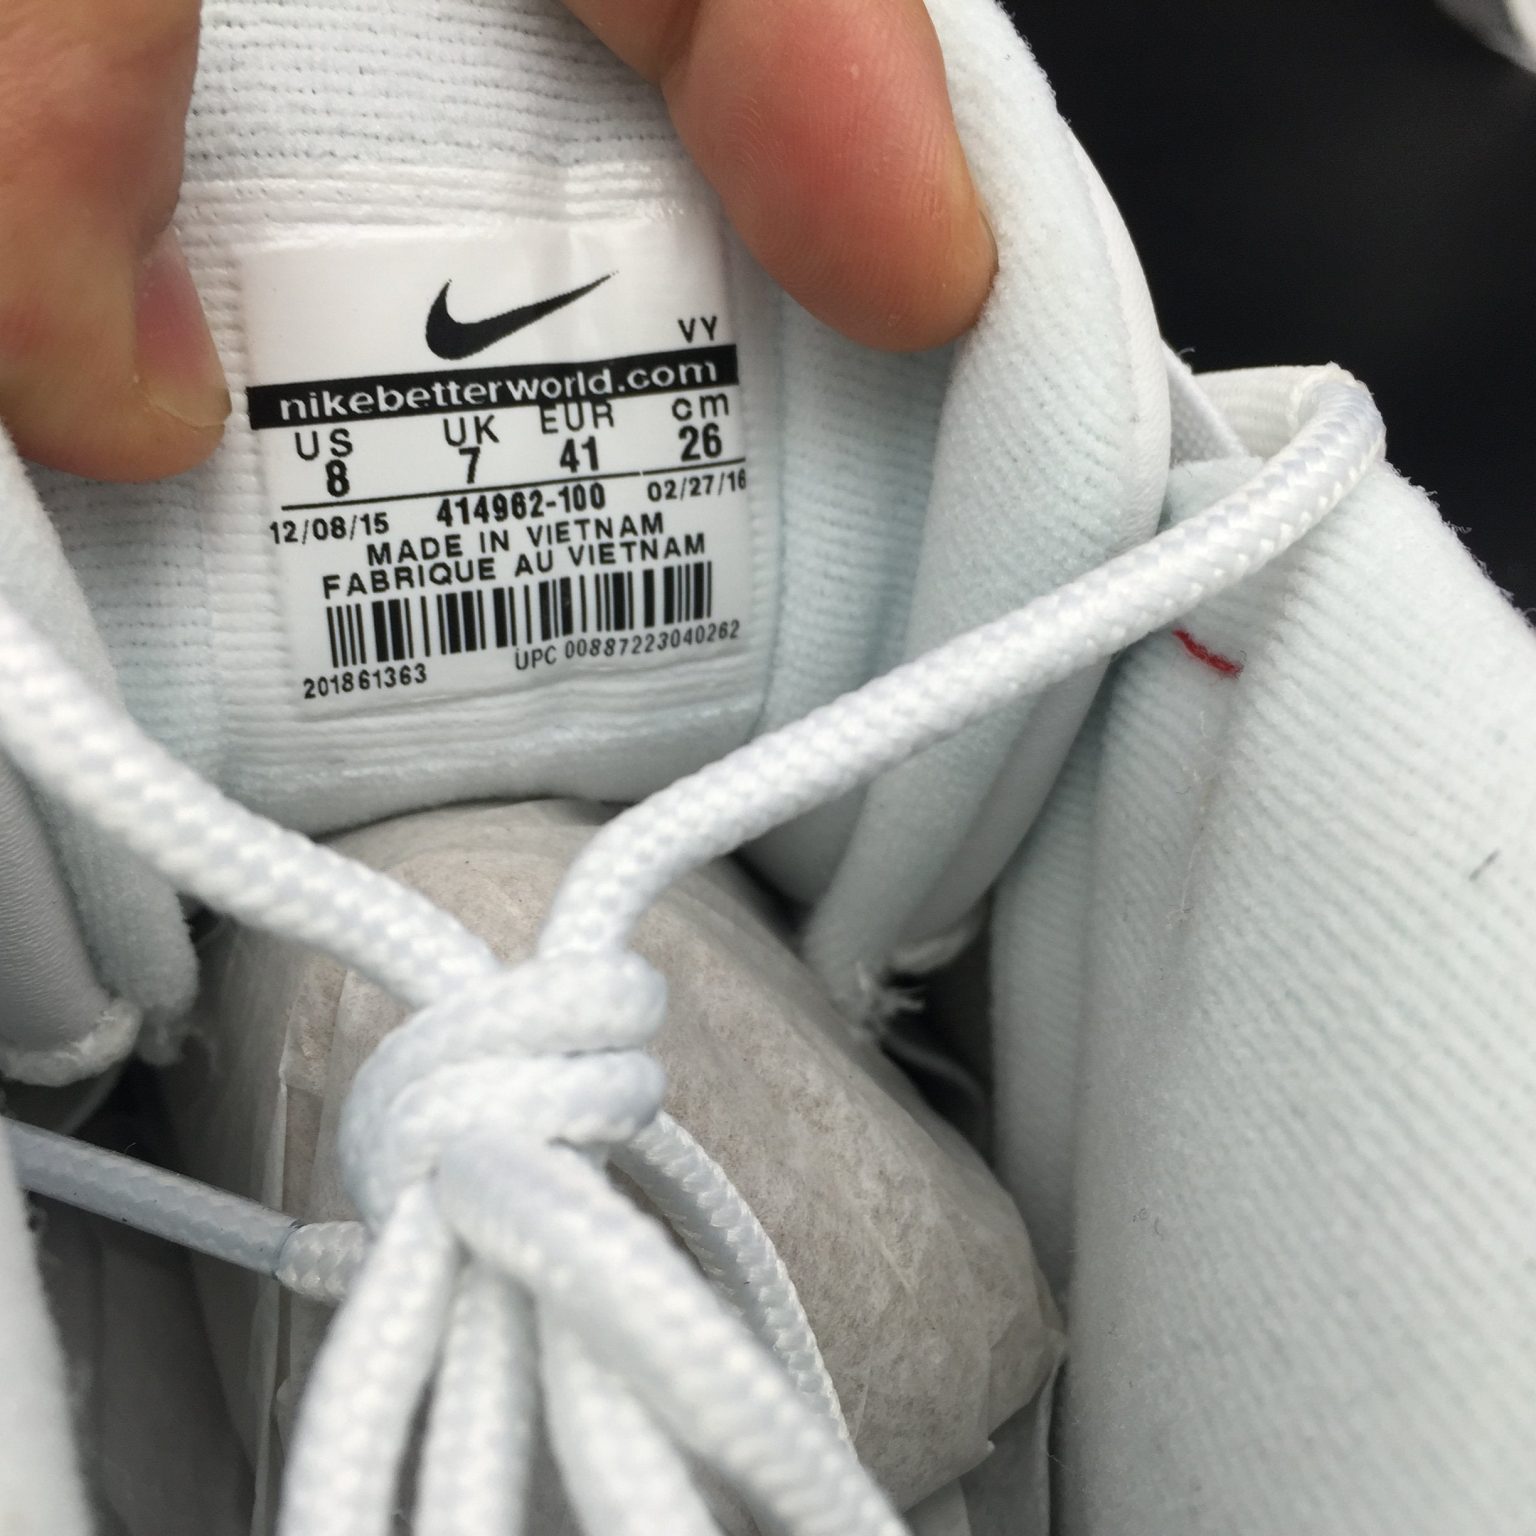 VY
nikebetterworld.com
US UK EUR cm
8 7 41 26
12/08/15 414962-100 02/27/16
MADE IN VIETNAM
FABRIQUE AU VIETNAM
201861363 UPC 00887223040262